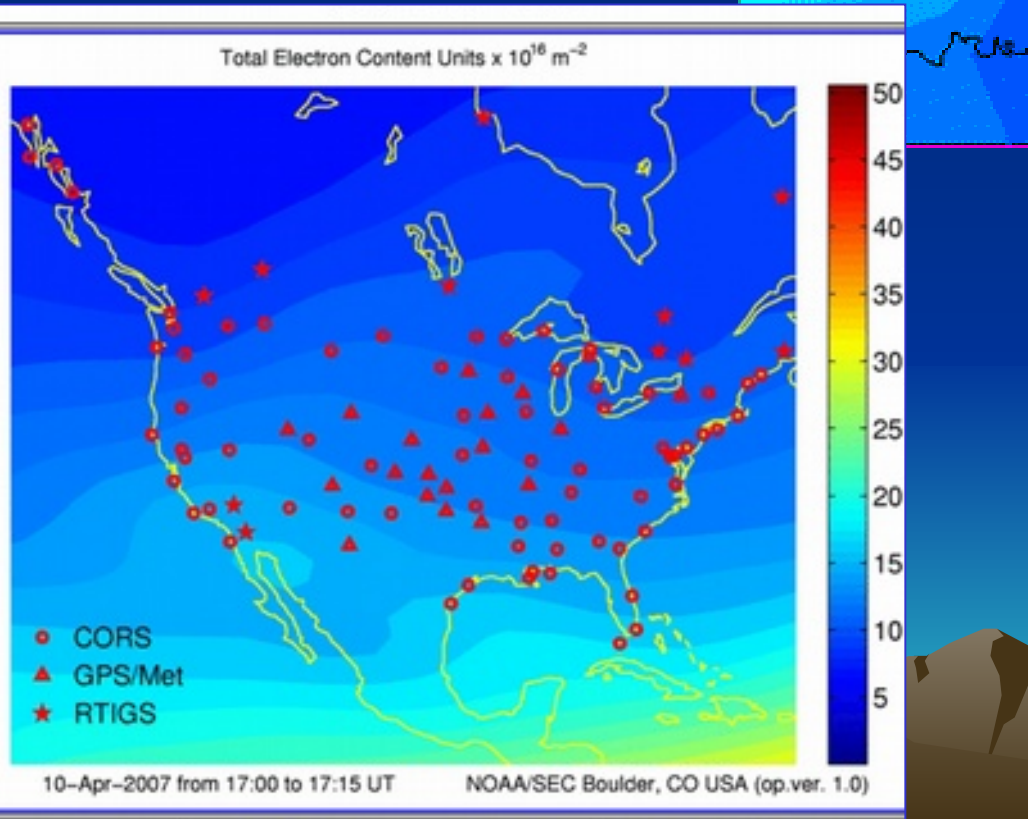 Total Electron Content Units x 10¹⁶ m⁻²
50
45
40
35
30
25
20
15
10
5
CORS
GPS/Met
RTIGS
10-Apr-2007 from 17:00 to 17:15 UT
NOAA/SEC Boulder, CO USA (op.ver. 1.0)